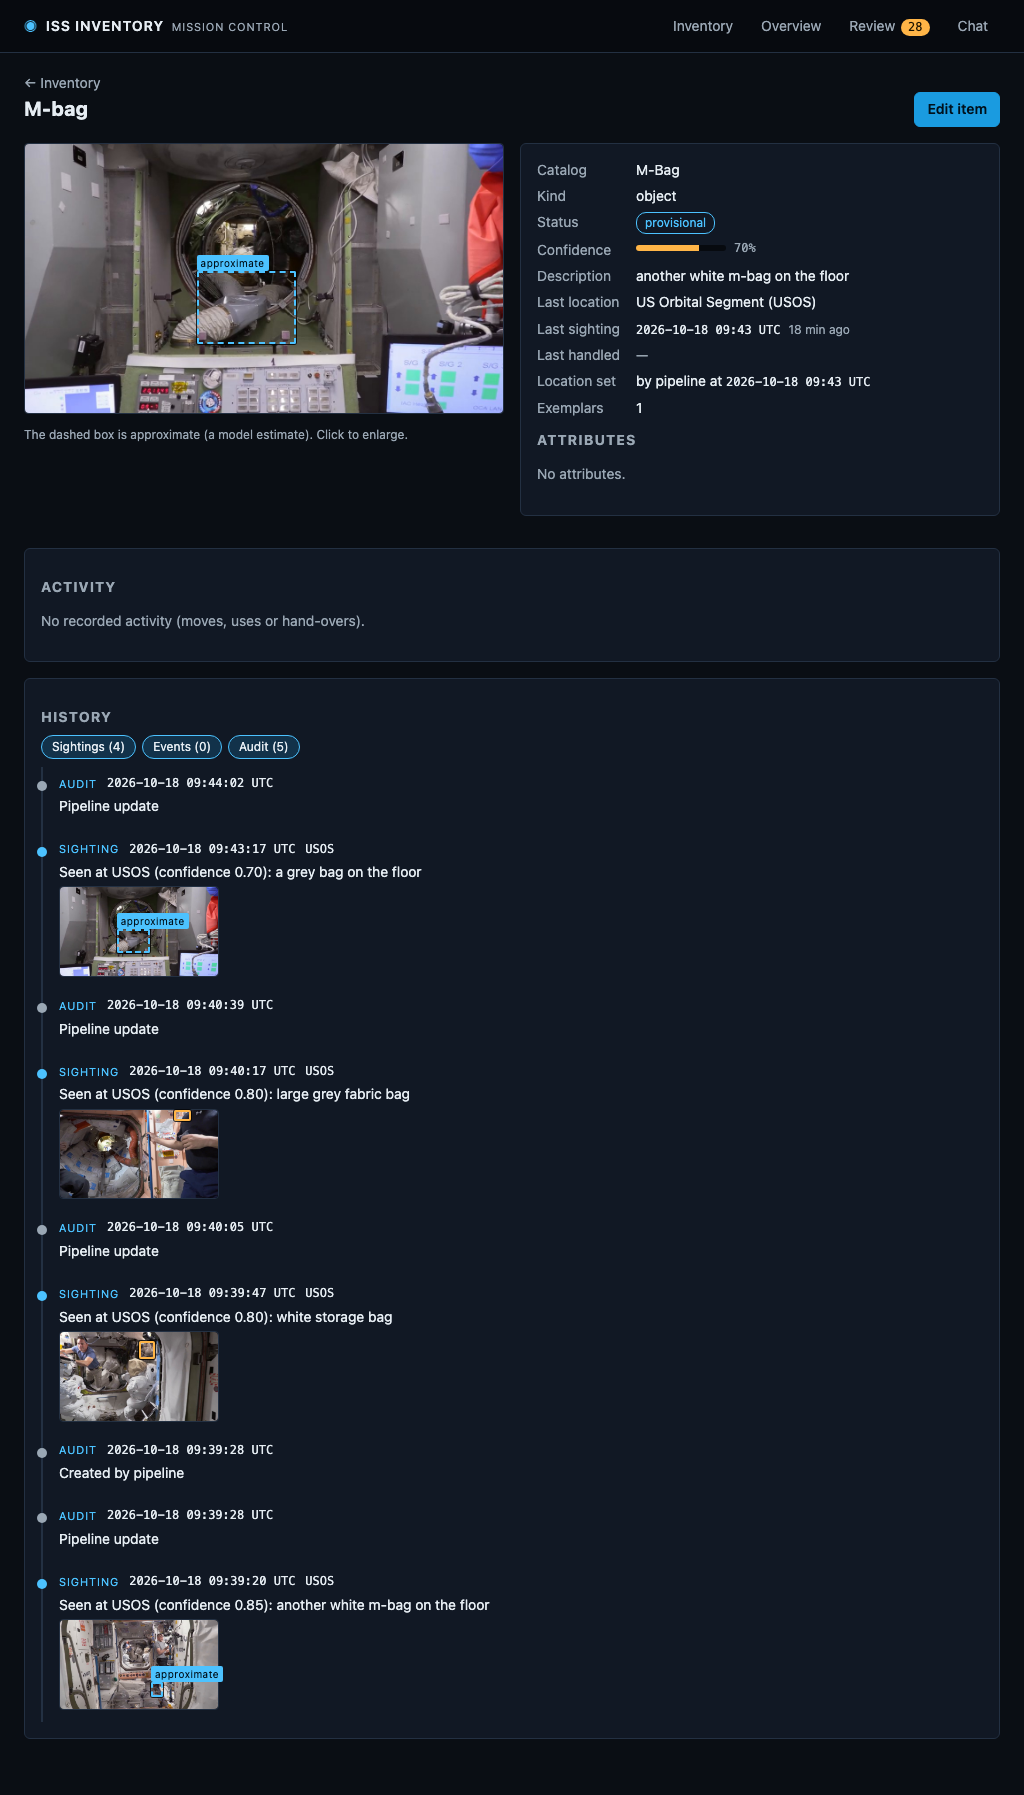 ISS INVENTORY MISSION CONTROL
Inventory Overview Review 28 Chat
← Inventory
M-bag
Edit item
approximate
The dashed box is approximate (a model estimate). Click to enlarge.
Catalog M-Bag
Kind object
Status provisional
Confidence 70%
Description another white m-bag on the floor
Last location US Orbital Segment (USOS)
Last sighting 2026-10-18 09:43 UTC 18 min ago
Last handled —
Location set by pipeline at 2026-10-18 09:43 UTC
Exemplars 1
ATTRIBUTES
No attributes.
ACTIVITY
No recorded activity (moves, uses or hand-overs).
HISTORY
Sightings (4) Events (0) Audit (5)
AUDIT 2026-10-18 09:44:02 UTC
Pipeline update
SIGHTING 2026-10-18 09:43:17 UTC USOS
Seen at USOS (confidence 0.70): a grey bag on the floor
approximate
AUDIT 2026-10-18 09:40:39 UTC
Pipeline update
SIGHTING 2026-10-18 09:40:17 UTC USOS
Seen at USOS (confidence 0.80): large grey fabric bag
AUDIT 2026-10-18 09:40:05 UTC
Pipeline update
SIGHTING 2026-10-18 09:39:47 UTC USOS
Seen at USOS (confidence 0.80): white storage bag
AUDIT 2026-10-18 09:39:28 UTC
Created by pipeline
AUDIT 2026-10-18 09:39:28 UTC
Pipeline update
SIGHTING 2026-10-18 09:39:20 UTC USOS
Seen at USOS (confidence 0.85): another white m-bag on the floor
approximate